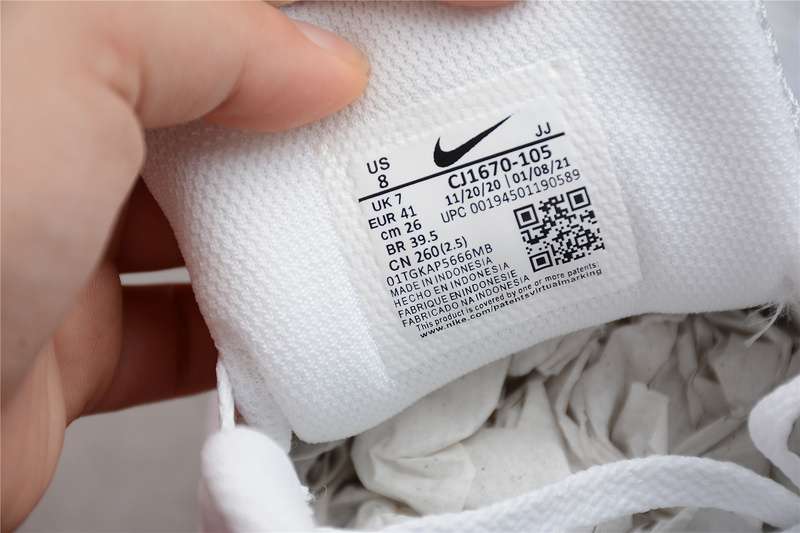 JJ
US
8
CJ1670-105
11/20/20 | 01/08/21
UPC 00194501190589
UK 7
EUR 41
cm 26
BR 39.5
CN 260(2.5)
01TGKAP5666MB
MADE IN INDONESIA
HECHO EN INDONESIA
FABRIQUE EN INDONESIE
FABRICADO NA INDONESIA
This product is covered by one or more patents:
www.nike.com/patentsvirtualmarking